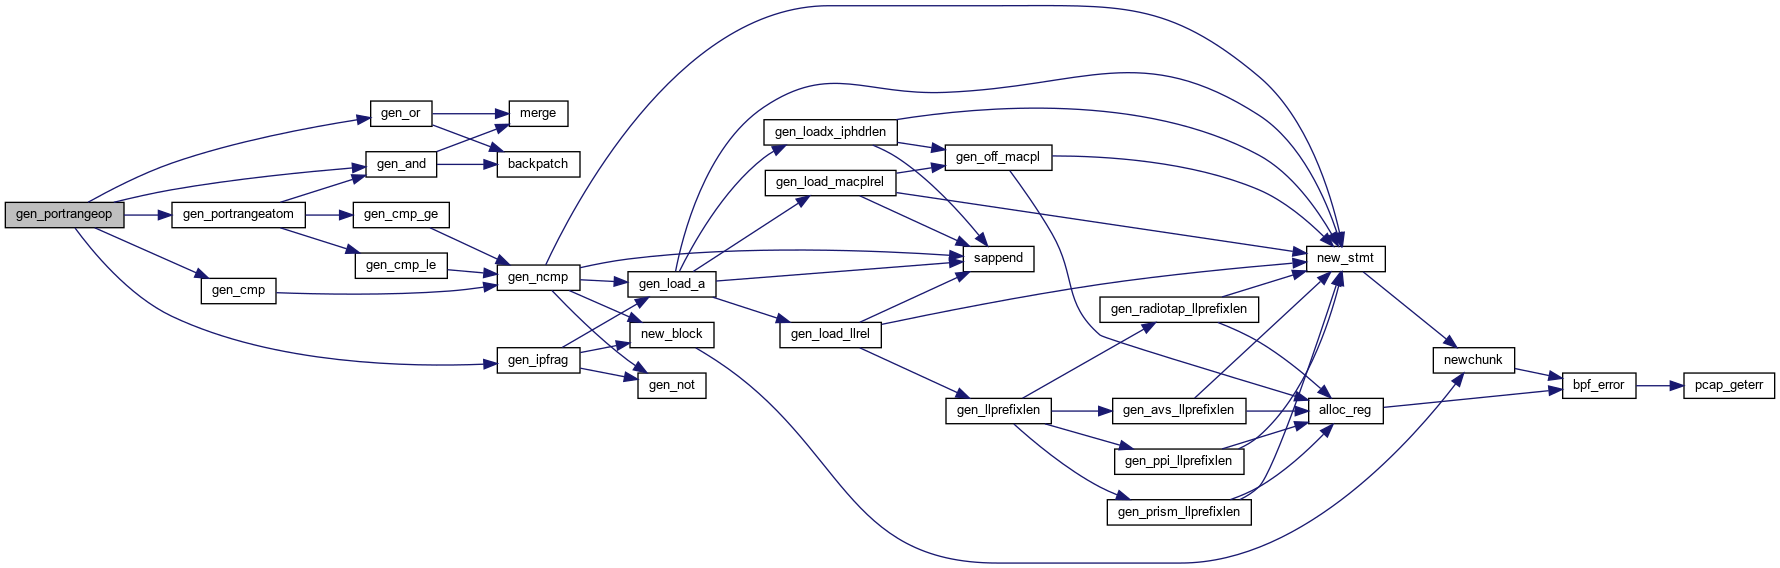 gen_portrangeop
gen_or
gen_and
gen_portrangeatom
gen_cmp
merge
backpatch
gen_cmp_ge
gen_cmp_le
gen_ncmp
gen_ipfrag
gen_load_a
new_block
gen_not
gen_loadx_iphdrlen
gen_load_macplrel
gen_load_llrel
gen_off_macpl
sappend
gen_llprefixlen
gen_radiotap_llprefixlen
gen_avs_llprefixlen
gen_ppi_llprefixlen
gen_prism_llprefixlen
new_stmt
alloc_reg
newchunk
bpf_error
pcap_geterr